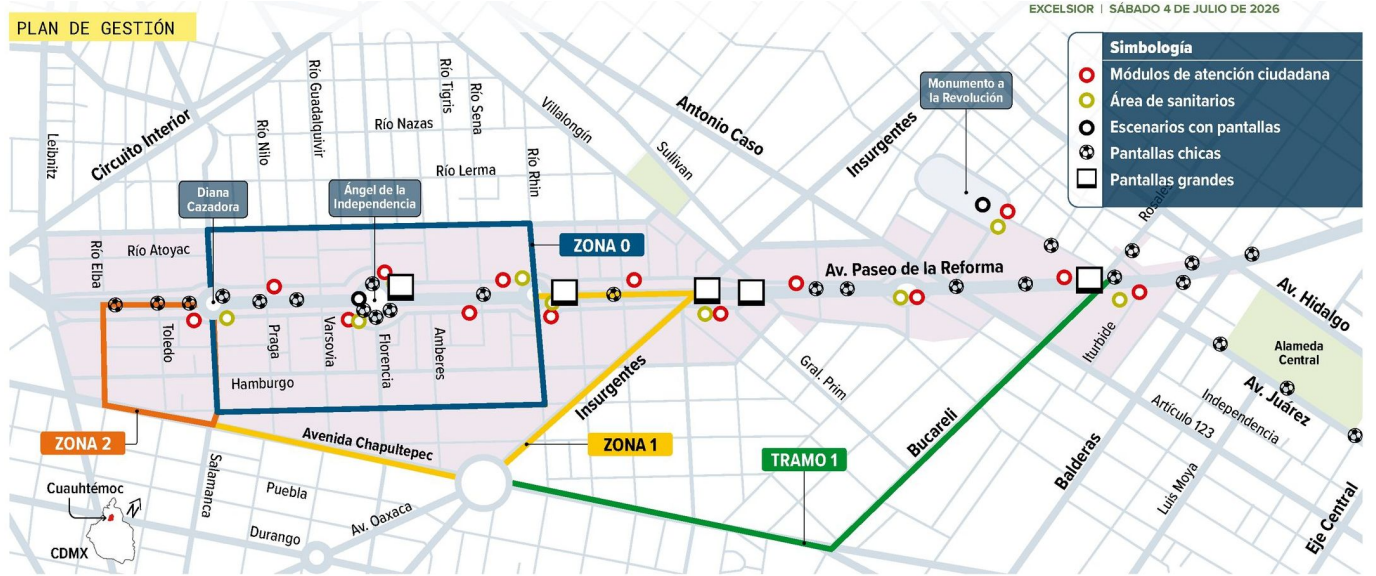 EXCELSIOR | SÁBADO 4 DE JULIO DE 2026
PLAN DE GESTIÓN
Simbología
Módulos de atención ciudadana
Área de sanitarios
Escenarios con pantallas
Pantallas chicas
Pantallas grandes
Monumento a
la Revolución
Leibnitz
Circuito Interior
Río Nilo
Río Guadalquivir
Río Nazas
Río Tigris
Río Sena
Río Lerma
Río Rhin
Villalongín
Sullivan
Antonio Caso
Insurgentes
Diana
Cazadora
Ángel de la
Independencia
ZONA 0
Río Elba
Río Atoyac
Av. Paseo de la Reforma
Av. Hidalgo
Alameda
Central
Av. Juárez
Toledo
Praga
Varsovia
Florencia
Amberes
Hamburgo
Insurgentes
Gral. Prim
Iturbide
Bucareli
Artículo 123
Independencia
Balderas
Luis Moya
Eje Central
ZONA 2
Avenida Chapultepec
ZONA 1
TRAMO 1
Salamanca
Puebla
Durango
Av. Oaxaca
Cuauhtémoc
CDMX
N